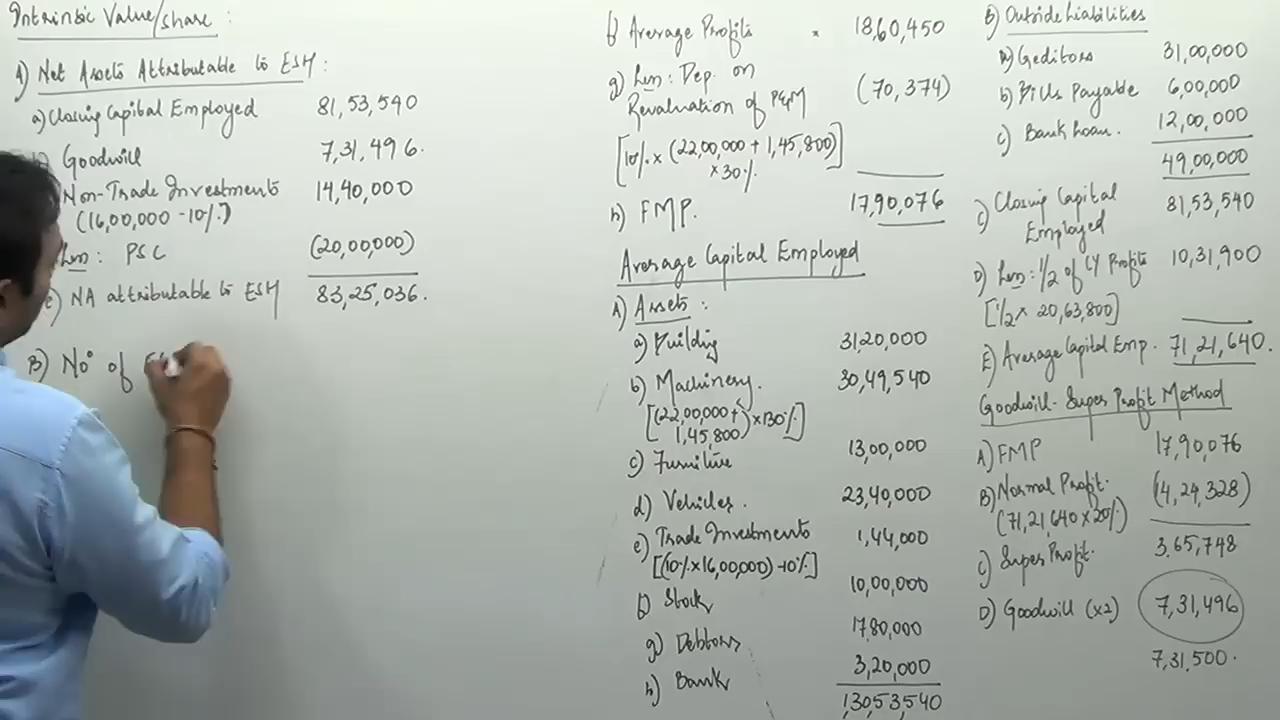 Intrinsic Value/share :
A) Net Assets Attributable to ESH :
a) Closing Capital Employed 81,53,540
Goodwill 7,31,496.
Non-Trade Investments 14,40,000
(16,00,000 - 10%)
Less: PSC (20,00,000)
e) NA attributable to ESH 83,25,036.
B) No of
f) Average Profits 18,60,450
g) Less: Dep. on
Revaluation of P&M (70,374)
[10% x (22,00,000 + 1,45,800)
x 30%]
h) FMP. 17,90,076
Average Capital Employed
A) Assets :
a) Building 31,20,000
b) Machinery. 30,49,540
[(22,00,000 +
1,45,800) x 130%]
c) Furniture 13,00,000
d) Vehicles. 23,40,000
e) Trade Investments 1,44,000
[(10% x 16,00,000) - 10%]
f) Stock 10,00,000
g) Debtors 17,80,000
h) Bank 3,20,000
1,30,53,540
B) Outside Liabilities
a) Creditors 31,00,000
b) Bills Payable 6,00,000
c) Bank Loan. 12,00,000
49,00,000
C) Closing Capital
Employed 81,53,540
D) Less: 1/2 of CY Profits 10,31,900
[1/2 x 20,63,800]
E) Average Capital Emp. 71,21,640.
Goodwill - Super Profit Method
A) FMP 17,90,076
B) Normal Profit. (14,24,328)
(71,21,640 x 20%)
C) Super Profit. 3,65,748
D) Goodwill (x2) 7,31,496
7,31,500.